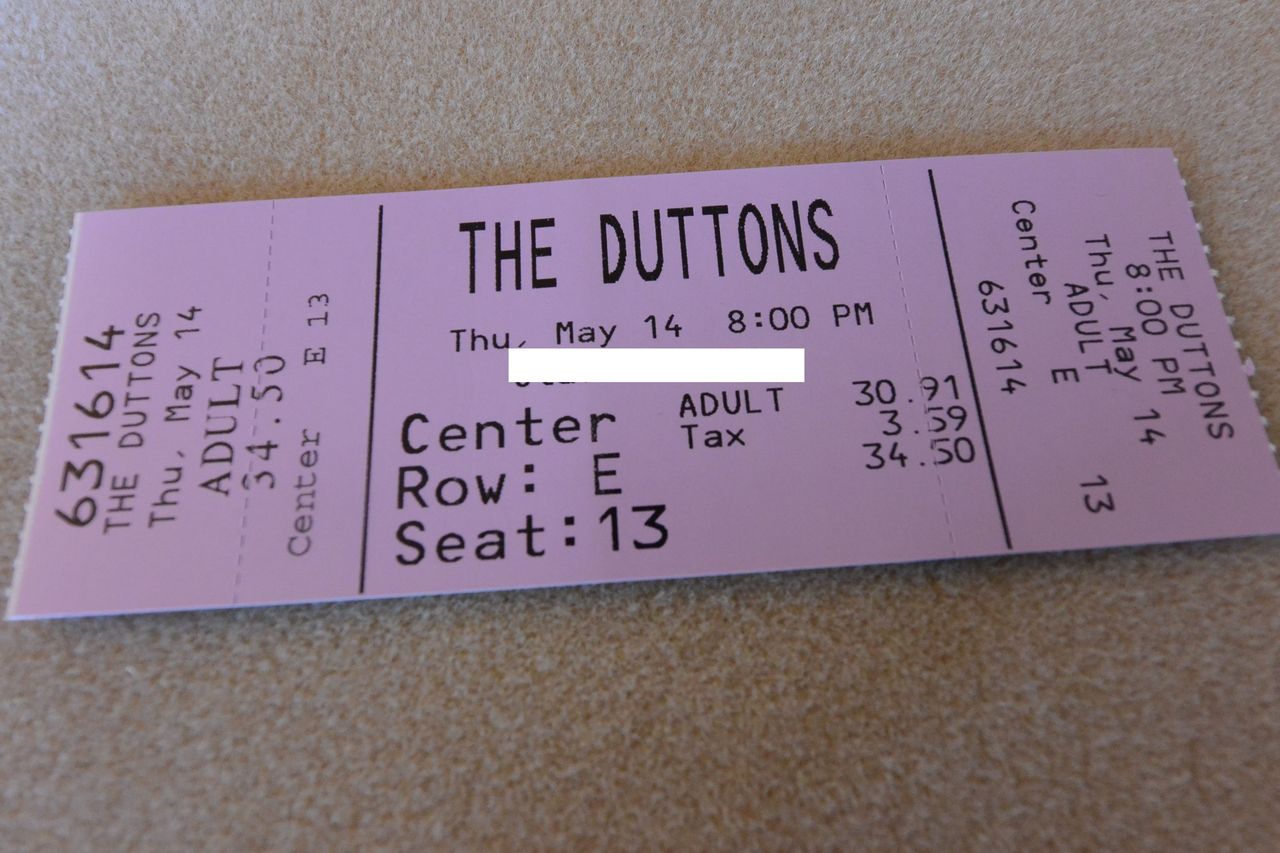 631614
THE DUTTONS
Thu, May 14
ADULT
34.50
Center E 13
THE DUTTONS
Thu, May 14 8:00 PM
Center ADULT 30.91
Tax 3.59
Row: E 34.50
Seat:13
THE DUTTONS
8:00 PM
Thu, May 14
ADULT
Center E 13
631614